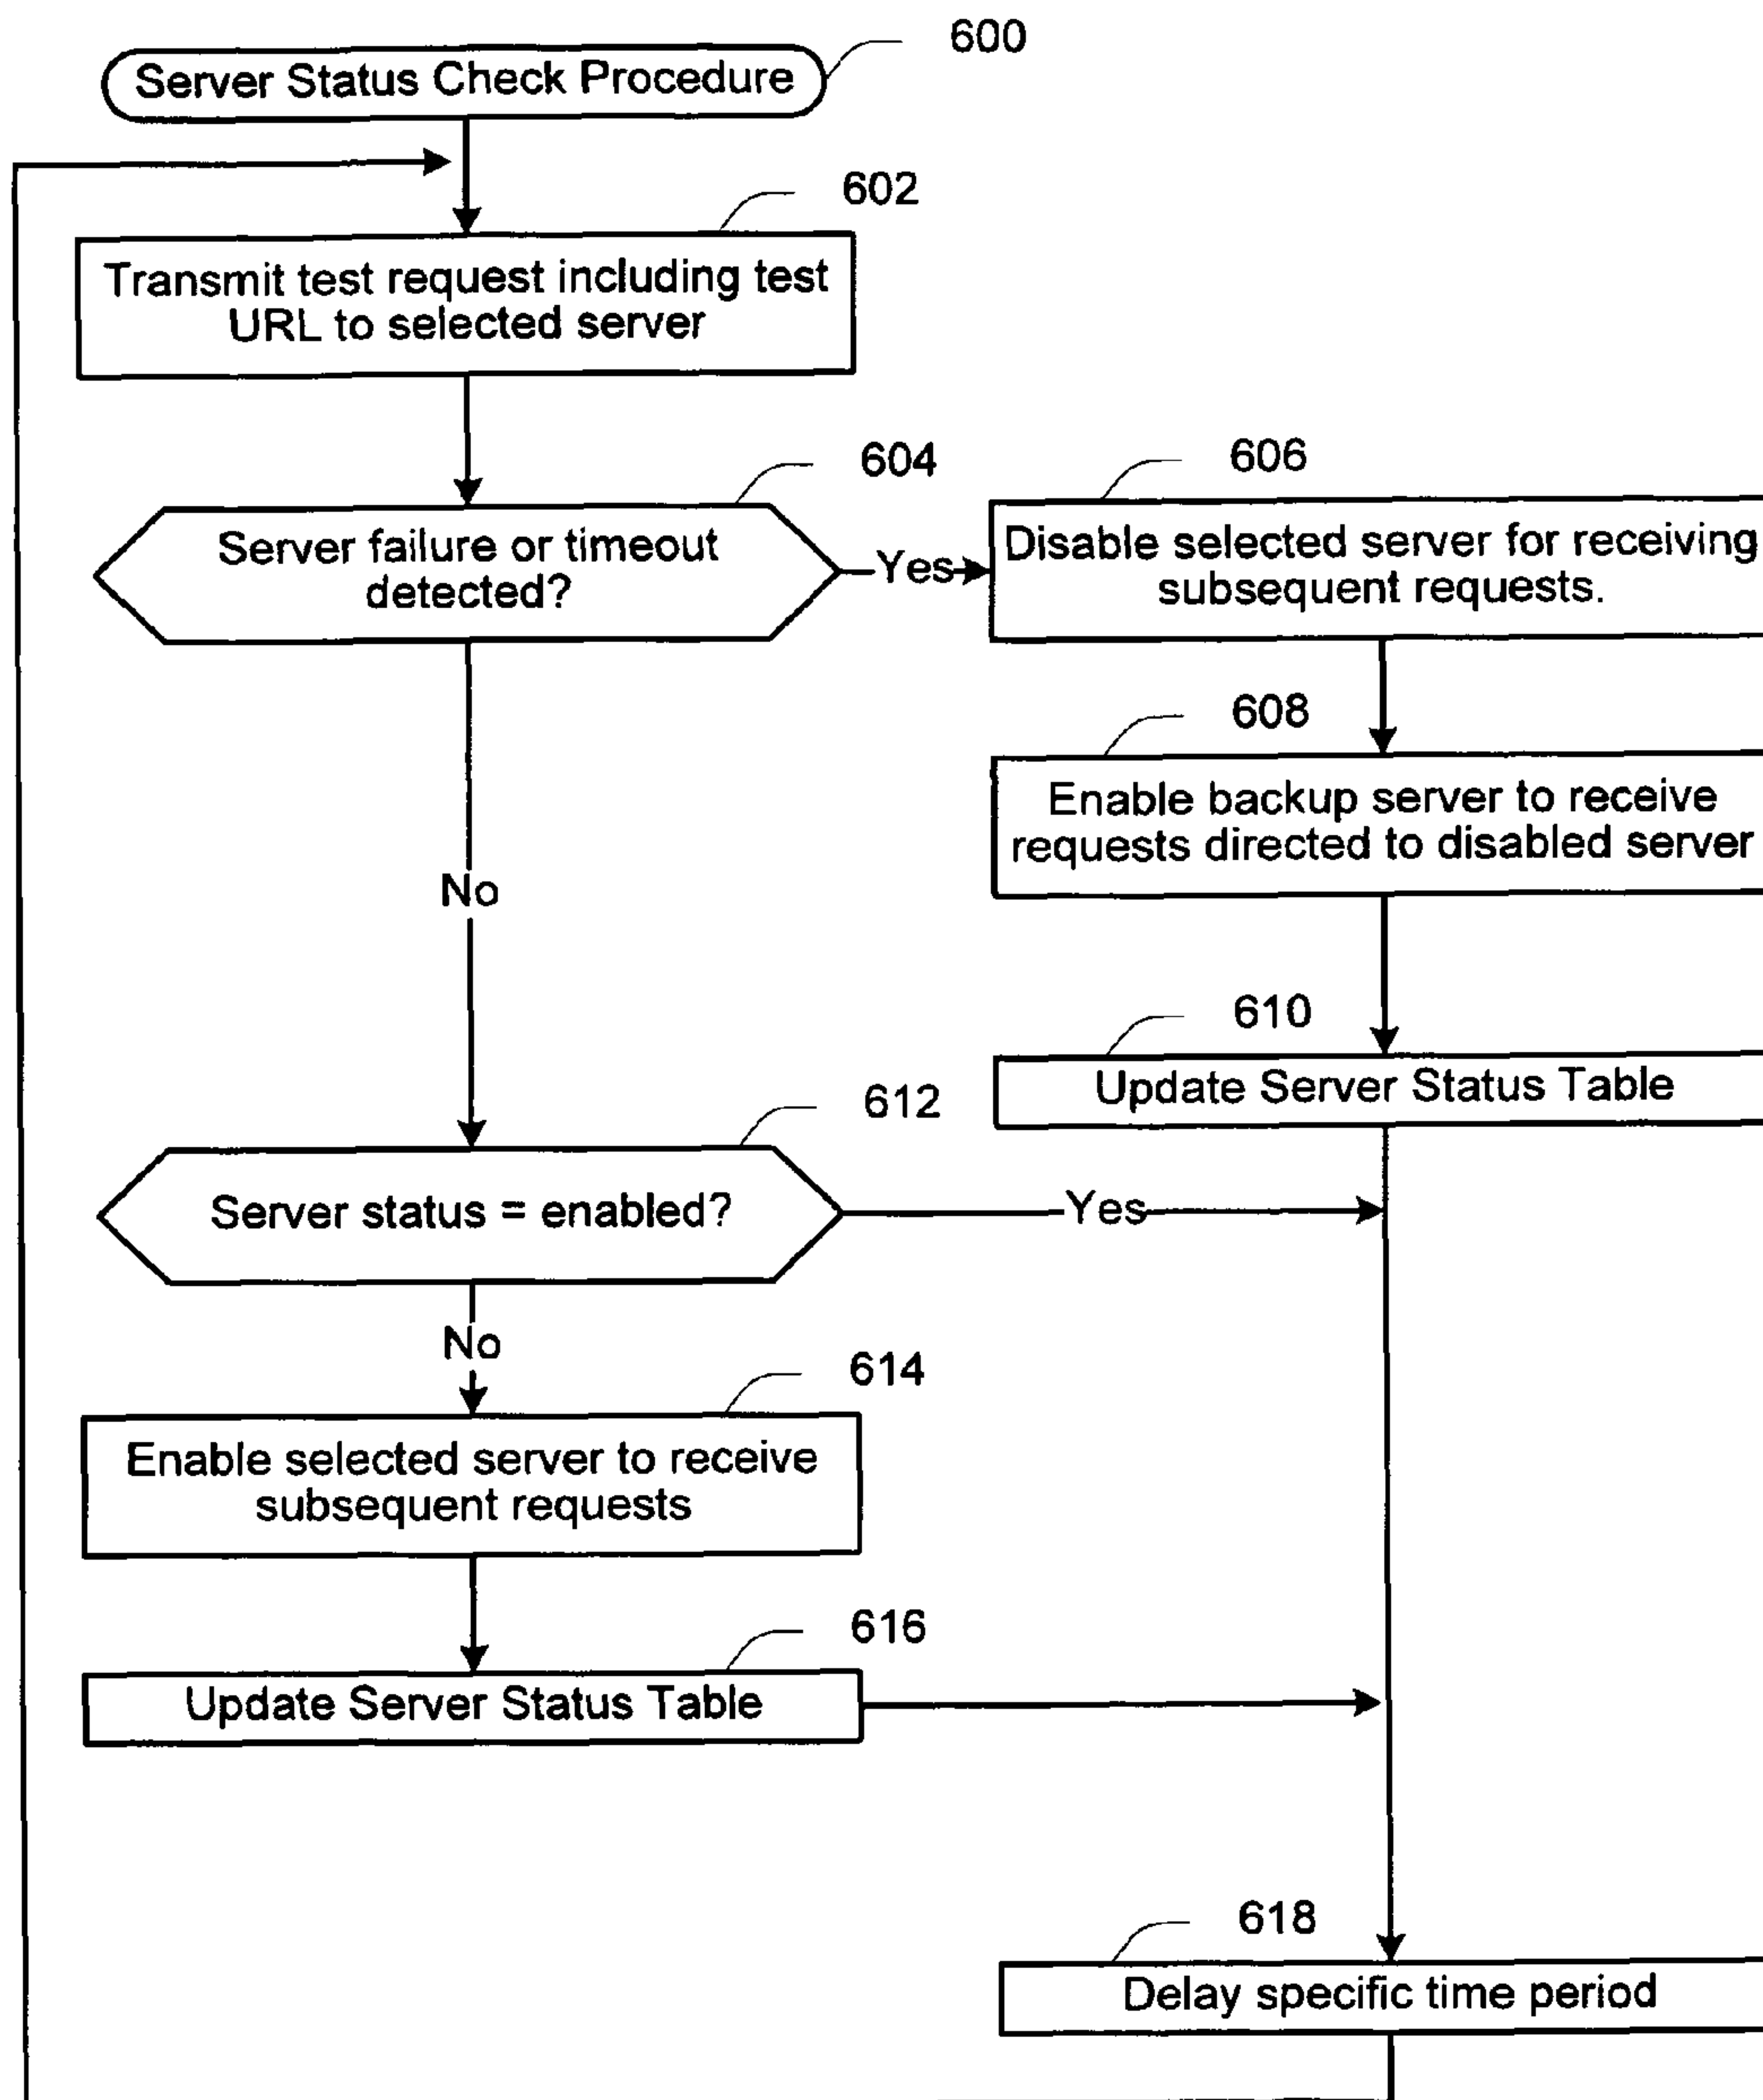 600
Server Status Check Procedure
602
Transmit test request including test
URL to selected server
604
Server failure or timeout
detected?
Yes
606
Disable selected server for receiving
subsequent requests.
608
Enable backup server to receive
requests directed to disabled server
No
610
Update Server Status Table
612
Server status = enabled?
Yes
No
614
Enable selected server to receive
subsequent requests
616
Update Server Status Table
618
Delay specific time period